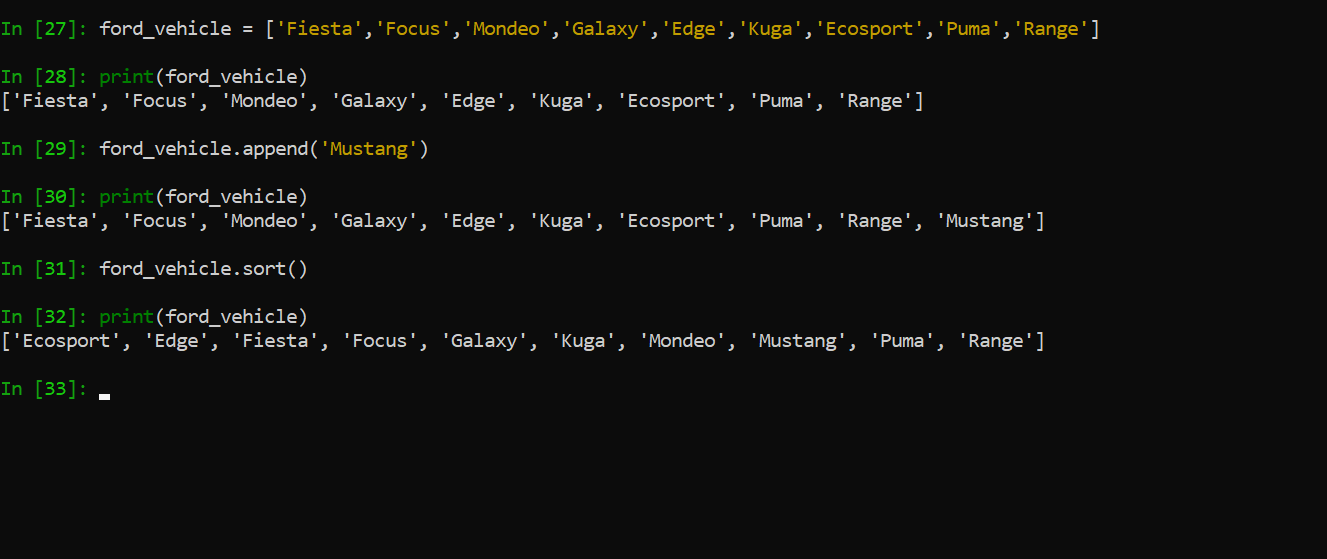 In [27]: ford_vehicle = ['Fiesta','Focus','Mondeo','Galaxy','Edge','Kuga','Ecosport','Puma','Range']
In [28]: print(ford_vehicle)
['Fiesta', 'Focus', 'Mondeo', 'Galaxy', 'Edge', 'Kuga', 'Ecosport', 'Puma', 'Range']
In [29]: ford_vehicle.append('Mustang')
In [30]: print(ford_vehicle)
['Fiesta', 'Focus', 'Mondeo', 'Galaxy', 'Edge', 'Kuga', 'Ecosport', 'Puma', 'Range', 'Mustang']
In [31]: ford_vehicle.sort()
In [32]: print(ford_vehicle)
['Ecosport', 'Edge', 'Fiesta', 'Focus', 'Galaxy', 'Kuga', 'Mondeo', 'Mustang', 'Puma', 'Range']
In [33]: